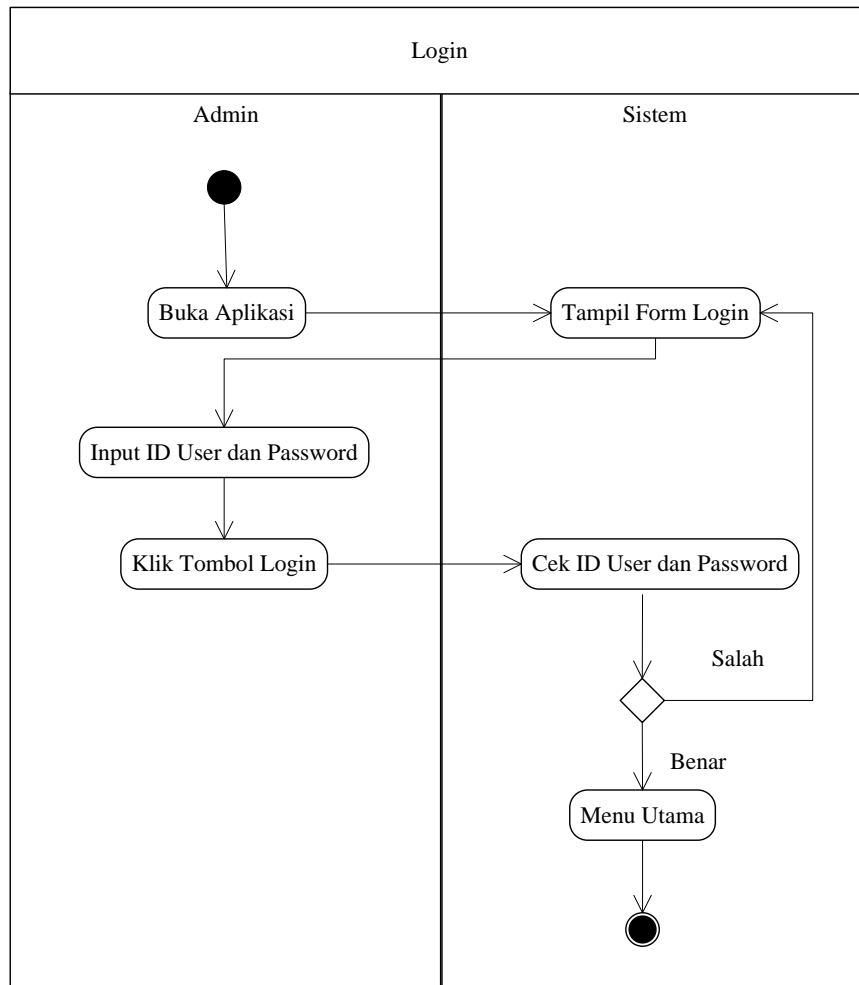 Login
Admin
Sistem
Buka Aplikasi
Tampil Form Login
Input ID User dan Password
Klik Tombol Login
Cek ID User dan Password
Salah
Benar
Menu Utama